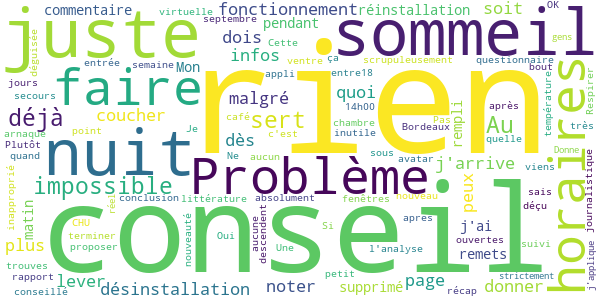 juste
commentaire
virtuelle
fonctionnement
septembre
pendant
réinstallation
soit
OK
gens
déguisée
entrée
semaine
Mon
dois
infos
Cette
ventre
scrupuleusement
questionnaire
bout
sommeil
jours
secours
faire
malgré
appli
ça
entre18
quoi
14h00
température
Respirer
horaires
déjà
coucher
café
sert
chambre
inutile
Bordeaux
après
rempli
Pas
Au
très
arnaque
Plutôt
quand
point
Je
dès
c'est
Ne
aucun
rien
sous
avatar
j'arrive
quelle
viens
Donne
nuit
Problème
impossible
inapproprié
matin
CHU
conclusion
réel
littérature
absolument
fenêtres
nouveau
peux
sais
déçu
journalistique
plus
terminer
proposer
nouveauté
Oui
aucune
descendent
Une
Si
conseil
l'analyse
apres
ouvertes
j'ai
remets
suivi
j'applique
trouves
rapport
conseille
lever
désinstallation
noter
petit
supprimé
page
récap
donner
strictement